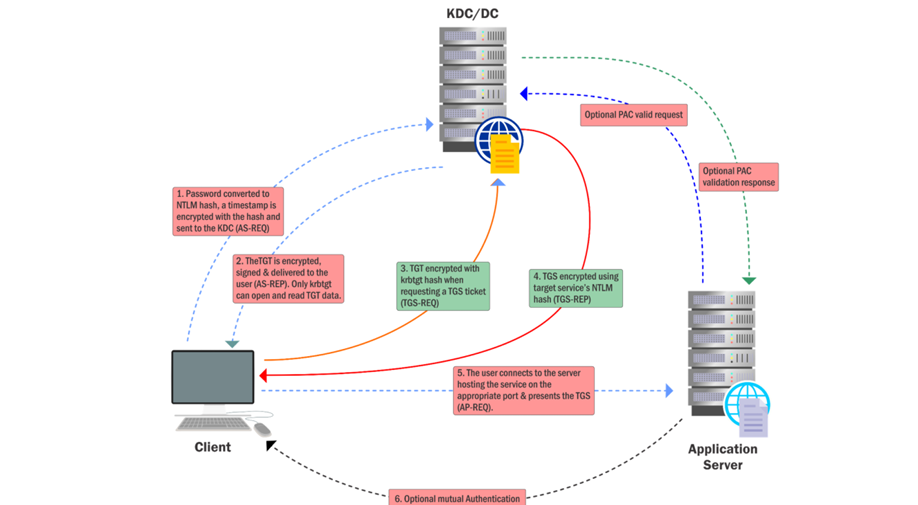 KDC/DC
Optional PAC valid request
Optional PAC
validation response
1. Password converted to
NTLM hash, a timestamp is
encrypted with the hash and
sent to the KDC (AS-REQ)
2. TheTGT is encrypted,
signed & delivered to the
user (AS-REP). Only krbtgt
can open and read TGT data.
3. TGT encrypted with
krbtgt hash when
requesting a TGS ticket
(TGS-REQ)
4. TGS encrypted using
target service's NTLM
hash (TGS-REP)
5. The user connects to the server
hosting the service on the
appropriate port & presents the TGS
(AP-REQ).
Client
Application
Server
6. Optional mutual Authentication